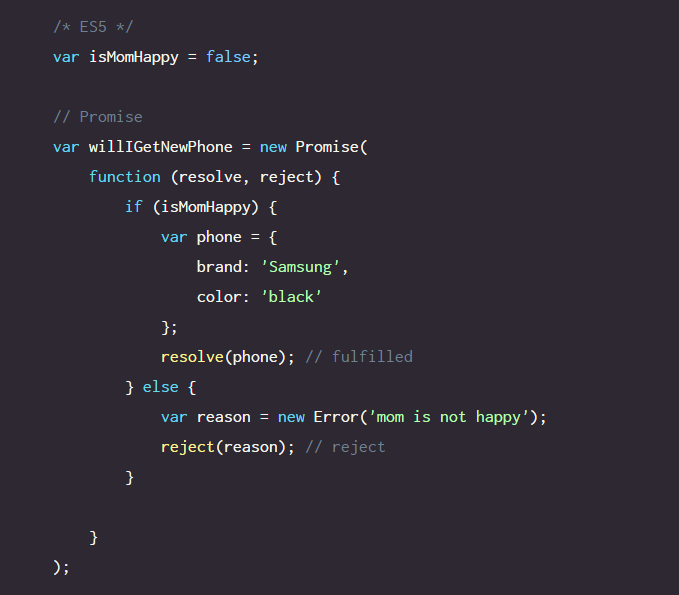 /* ES5 */
var isMomHappy = false;
// Promise
var willIGetNewPhone = new Promise(
    function (resolve, reject) {
        if (isMomHappy) {
            var phone = {
                brand: 'Samsung',
                color: 'black'
            };
            resolve(phone); // fulfilled
        } else {
            var reason = new Error('mom is not happy');
            reject(reason); // reject
        }
    }
);